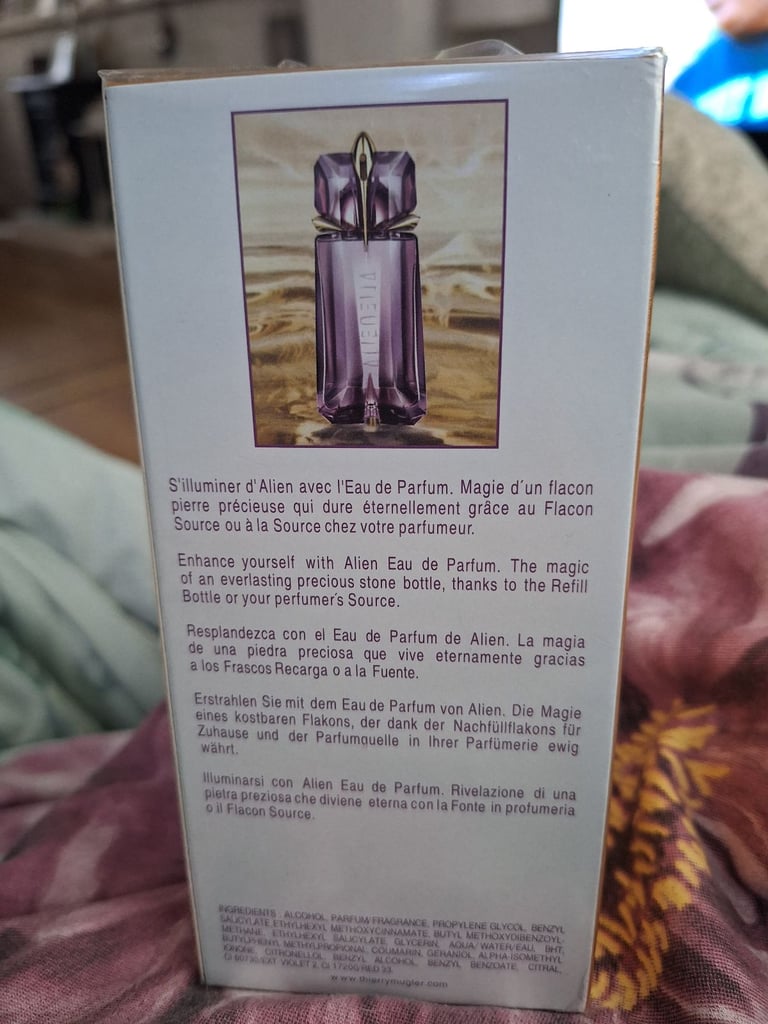 ALIEN
S'illuminer d'Alien avec l'Eau de Parfum. Magie d´un flacon
pierre précieuse qui dure éternellement grâce au Flacon
Source ou à la Source chez votre parfumeur.
Enhance yourself with Alien Eau de Parfum. The magic
of an everlasting precious stone bottle, thanks to the Refill
Bottle or your perfumer´s Source.
Resplandezca con el Eau de Parfum de Alien. La magia
de una piedra preciosa que vive eternamente gracias
a los Frascos Recarga o a la Fuente.
Erstrahlen Sie mit dem Eau de Parfum von Alien. Die Magie
eines kostbaren Flakons, der dank der Nachfüllflakons für
Zuhause und der Parfumquelle in Ihrer Parfümerie ewig
währt.
Illuminarsi con Alien Eau de Parfum. Rivelazione di una
pietra preziosa che diviene eterna con la Fonte in profumeria
o il Flacon Source.
INGREDIENTS : ALCOHOL, PARFUM/FRAGRANCE, PROPYLENE GLYCOL, BENZYL
SALICYLATE, ETHYLHEXYL METHOXYCINNAMATE, BUTYL METHOXYDIBENZOYL-
METHANE, ETHYLHEXYL SALICYLATE, GLYCERIN, AQUA/WATER/EAU, BHT,
BUTYLPHENYL METHYLPROPIONAL, COUMARIN, GERANIOL, ALPHA-ISOMETHYL
IONONE, CITRONELLOL, BENZYL ALCOHOL, BENZYL BENZOATE, CITRAL,
CI 60730/EXT. VIOLET 2, CI 17200/RED 33.
www.thierrymugler.com